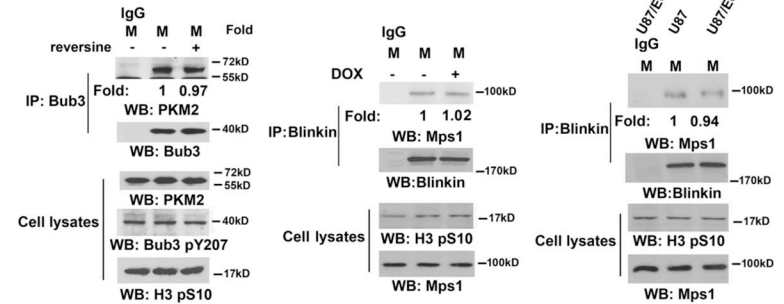 IgG
M M M Fold
reversine - - +
72kD
55kD
IP: Bub3
Fold: 1 0.97
WB: PKM2
40kD
WB: Bub3
72kD
55kD
WB: PKM2
Cell lysates
40kD
WB: Bub3 pY207
17kD
WB: H3 pS10
IgG
M M M
DOX - - +
100kD
Fold: 1 1.02
IP:Blinkin
WB: Mps1
170kD
WB:Blinkin
17kD
Cell lysates
WB: H3 pS10
100kD
WB: Mps1
U87
IgG
M M M
100kD
Fold: 1 0.94
IP:Blinkin
WB: Mps1
170kD
WB:Blinkin
17kD
Cell lysates
WB: H3 pS10
100kD
WB: Mps1